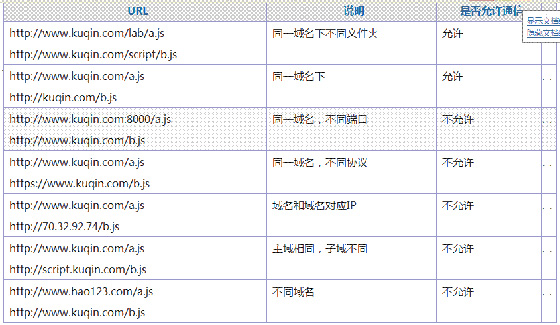 URL 说明 是否允许通信
显示文档
隐藏文档
http://www.kuqin.com/lab/a.js 同一域名下不同文件夹 允许
http://www.kuqin.com/script/b.js
http://www.kuqin.com/a.js 同一域名下 允许
http://kuqin.com/b.js
http://www.kuqin.com:8000/a.js 同一域名，不同端口 不允许
http://www.kuqin.com/b.js
http://www.kuqin.com/a.js 同一域名，不同协议 不允许
https://www.kuqin.com/b.js
http://www.kuqin.com/a.js 域名和域名对应IP 不允许
http://70.32.92.74/b.js
http://www.kuqin.com/a.js 主域相同，子域不同 不允许
http://script.kuqin.com/b.js
http://www.hao123.com/a.js 不同域名 不允许
http://www.kuqin.com/b.js